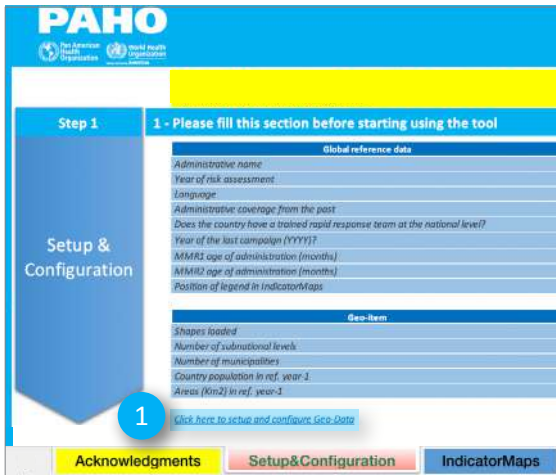 PAHO
Pan American
Health
Organization
World Health
Organization
Step 1
1 - Please fill this section before starting using the tool
Setup &
Configuration
Global reference data
Administrative name
Year of risk assessment
Language
Administrative coverage from the past
Does the country have a trained rapid response team at the national level?
Year of the last campaign (YYYY)?
MMR1 age of administration (months)
MMR2 age of administration (months)
Position of legend in IndicatorMaps
Geo-Item
Shapes loaded
Number of subnational levels
Number of municipalities
Country population in ref. year-1
Areas (Km2) in ref. year-1
1
Click here to setup and configure Geo-Data
Acknowledgments
Setup&Configuration
IndicatorMaps